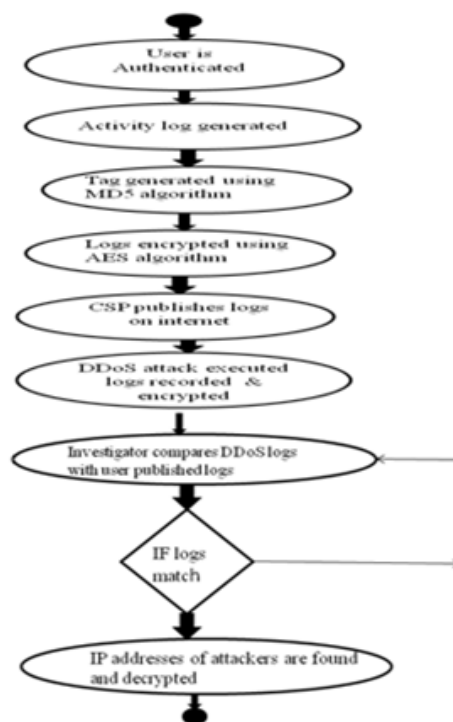 User is
Authenticated
Activity log generated
Tag generated using
MD5 algorithm
Logs encrypted using
AES algorithm
CSP publishes logs
on internet
DDoS attack executed
logs recorded & 
encrypted
Investigator compares DDoS logs
with user published logs
IF logs
match
IP addresses of attackers are found
and decrypted